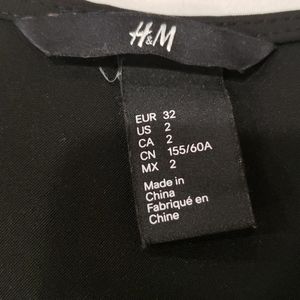 H&M
EUR 32
US 2
CA 2
CN 155/60A
MX 2
Made in
China
Fabriqué en
Chine